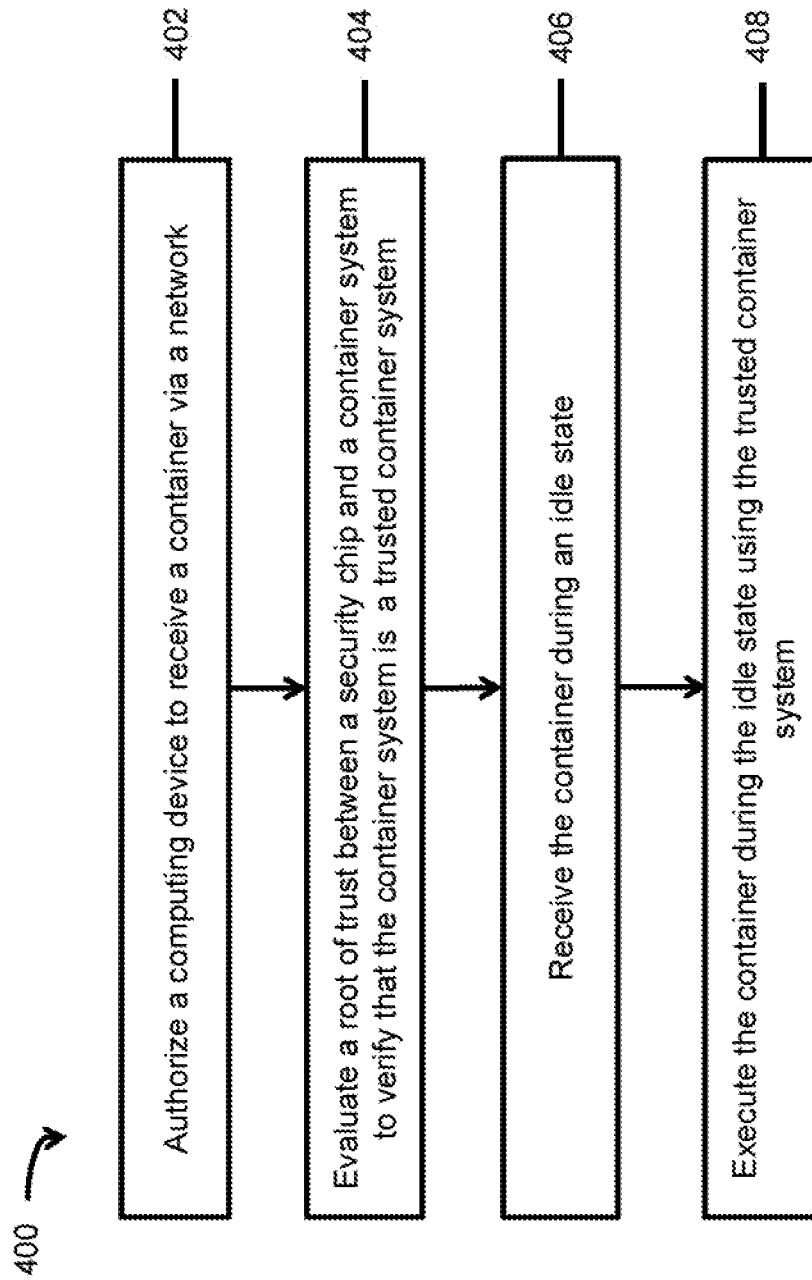 400
Authorize a computing device to receive a container via a network
402
Evaluate a root of trust between a security chip and a container system
to verify that the container system is a trusted container system
404
Receive the container during an idle state
406
Execute the container during the idle state using the trusted container
system
408